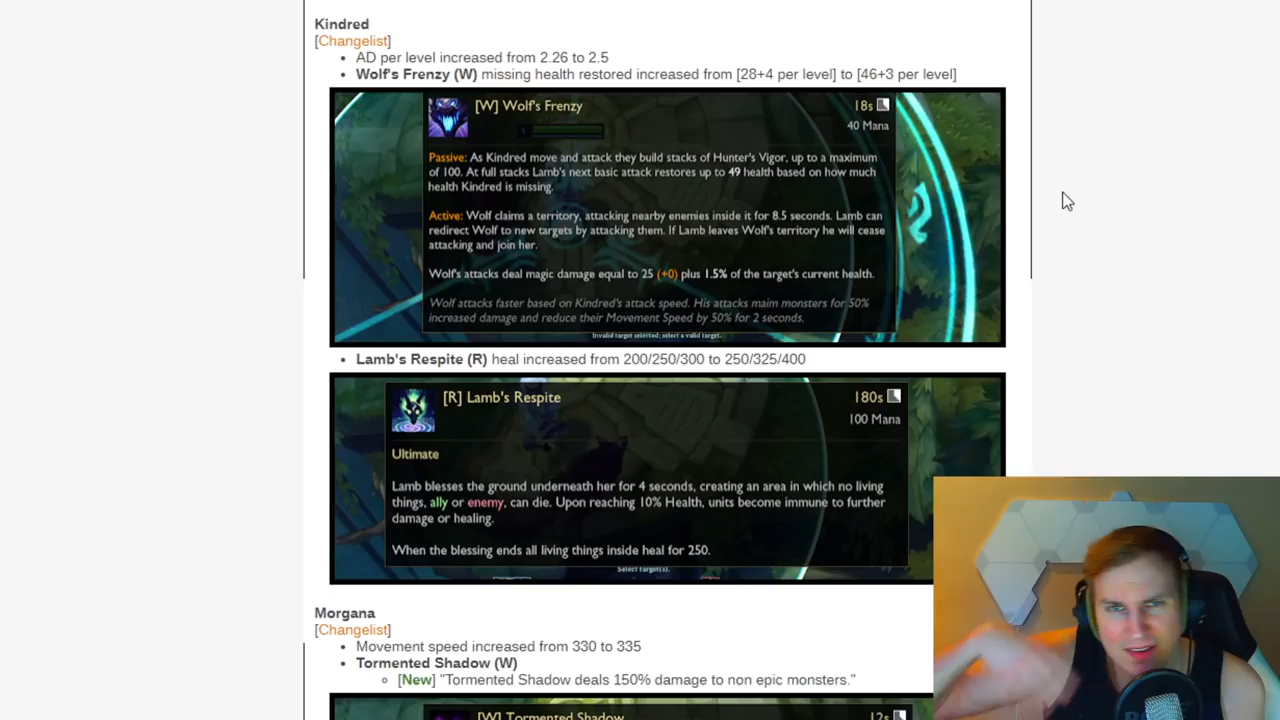 Kindred
[Changelist]
• AD per level increased from 2.26 to 2.5
• Wolf's Frenzy (W) missing health restored increased from [28+4 per level] to [46+3 per level]
[W] Wolf's Frenzy 18s
40 Mana
Passive: As Kindred move and attack they build stacks of Hunter's Vigor, up to a maximum
of 100. At full stacks Lamb's next basic attack restores up to 49 health based on how much
health Kindred is missing.
Active: Wolf claims a territory, attacking nearby enemies inside it for 8.5 seconds. Lamb can
redirect Wolf to new targets by attacking them. If Lamb leaves Wolf's territory he will cease
attacking and join her.
Wolf's attacks deal magic damage equal to 25 (+0) plus 1.5% of the target's current health.
Wolf attacks faster based on Kindred's attack speed. His attacks maim monsters for 50%
increased damage and reduce their Movement Speed by 50% for 2 seconds.
Invalid target selected; select a valid target.
• Lamb's Respite (R) heal increased from 200/250/300 to 250/325/400
[R] Lamb's Respite 180s
100 Mana
Ultimate
Lamb blesses the ground underneath her for 4 seconds, creating an area in which no living
things, ally or enemy, can die. Upon reaching 10% Health, units become immune to further
damage or healing.
When the blessing ends all living things inside heal for 250.
Select target(s).
Morgana
[Changelist]
• Movement speed increased from 330 to 335
• Tormented Shadow (W)
[New] "Tormented Shadow deals 150% damage to non epic monsters."
[W] Tormented Shadow 12s